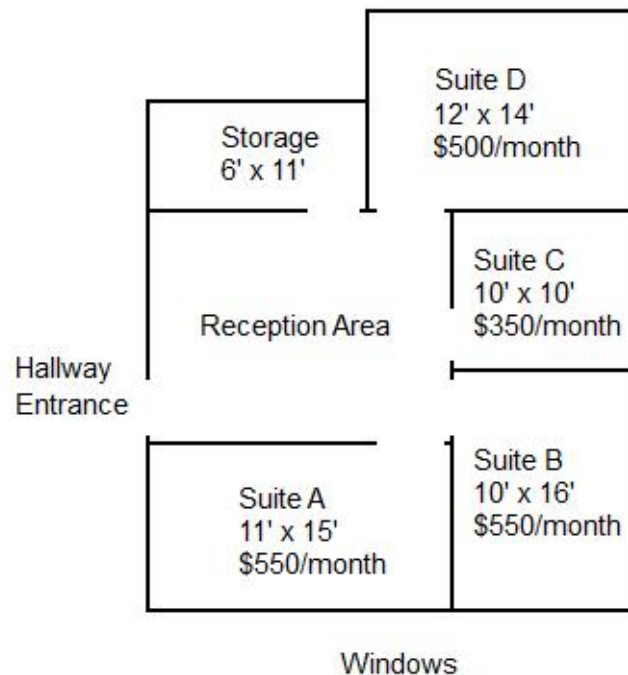 Suite D
12' x 14'
$500/month
Storage
6' x 11'
Suite C
10' x 10'
$350/month
Reception Area
Hallway
Entrance
Suite B
10' x 16'
$550/month
Suite A
11' x 15'
$550/month
Windows